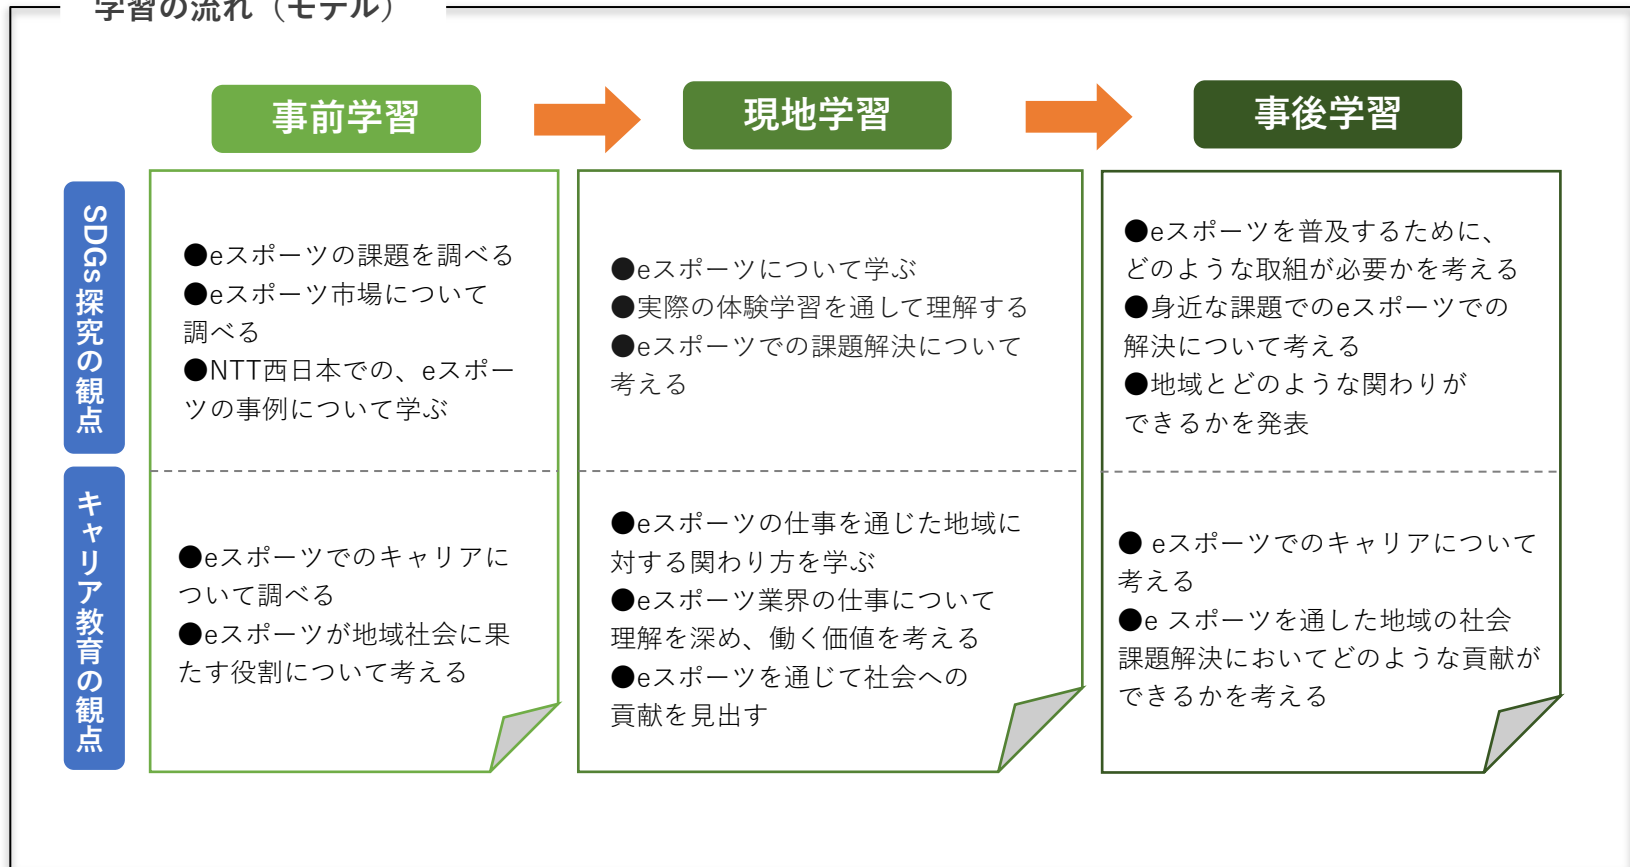 学習の流れ（モデル）
事前学習
現地学習
事後学習
SDGs探究の観点
●eスポーツの課題を調べる
●eスポーツ市場について
調べる
●NTT西日本での、eスポー
ツの事例について学ぶ
●eスポーツについて学ぶ
●実際の体験学習を通して理解する
●eスポーツでの課題解決について
考える
●eスポーツを普及するために、
どのような取組が必要かを考える
●身近な課題でのeスポーツでの
解決について考える
●地域とどのような関わりが
できるかを発表
キャリア教育の観点
●eスポーツでのキャリアに
ついて調べる
●eスポーツが地域社会に果
たす役割について考える
●eスポーツの仕事を通じた地域に
対する関わり方を学ぶ
●eスポーツ業界の仕事について
理解を深め、働く価値を考える
●eスポーツを通じて社会への
貢献を見出す
● eスポーツでのキャリアについて
考える
●e スポーツを通した地域の社会
課題解決においてどのような貢献が
できるかを考える